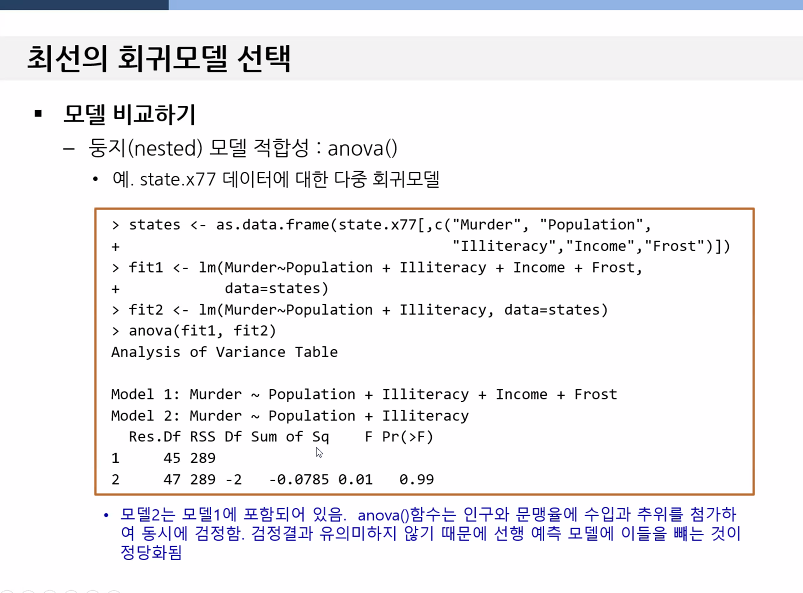 최선의 회귀모델 선택
▪ 모델 비교하기
– 둥지(nested) 모델 적합성 : anova()
• 예. state.x77 데이터에 대한 다중 회귀모델
> states <- as.data.frame(state.x77[,c("Murder", "Population",
+                                      "Illiteracy","Income","Frost")])
> fit1 <- lm(Murder~Population + Illiteracy + Income + Frost,
+            data=states)
> fit2 <- lm(Murder~Population + Illiteracy, data=states)
> anova(fit1, fit2)
Analysis of Variance Table
Model 1: Murder ~ Population + Illiteracy + Income + Frost
Model 2: Murder ~ Population + Illiteracy
  Res.Df RSS Df Sum of Sq    F Pr(>F)
1     45 289
2     47 289 -2   -0.0785 0.01   0.99
• 모델2는 모델1에 포함되어 있음.  anova()함수는 인구와 문맹율에 수입과 추위를 첨가하
여 동시에 검정함. 검정결과 유의미하지 않기 때문에 선행 예측 모델에 이들을 뺴는 것이
정당화됨